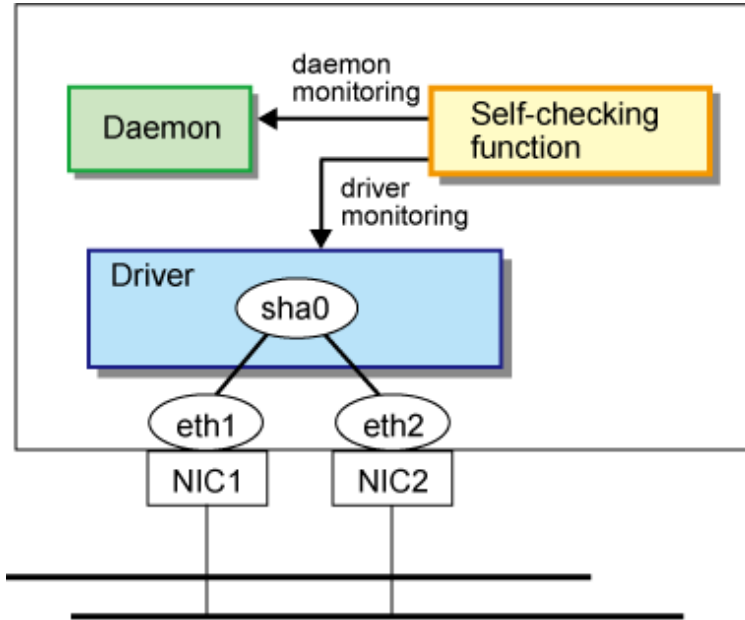 daemon
monitoring
Daemon
Self-checking
function
driver
monitoring
Driver
sha0
eth1
eth2
NIC1
NIC2